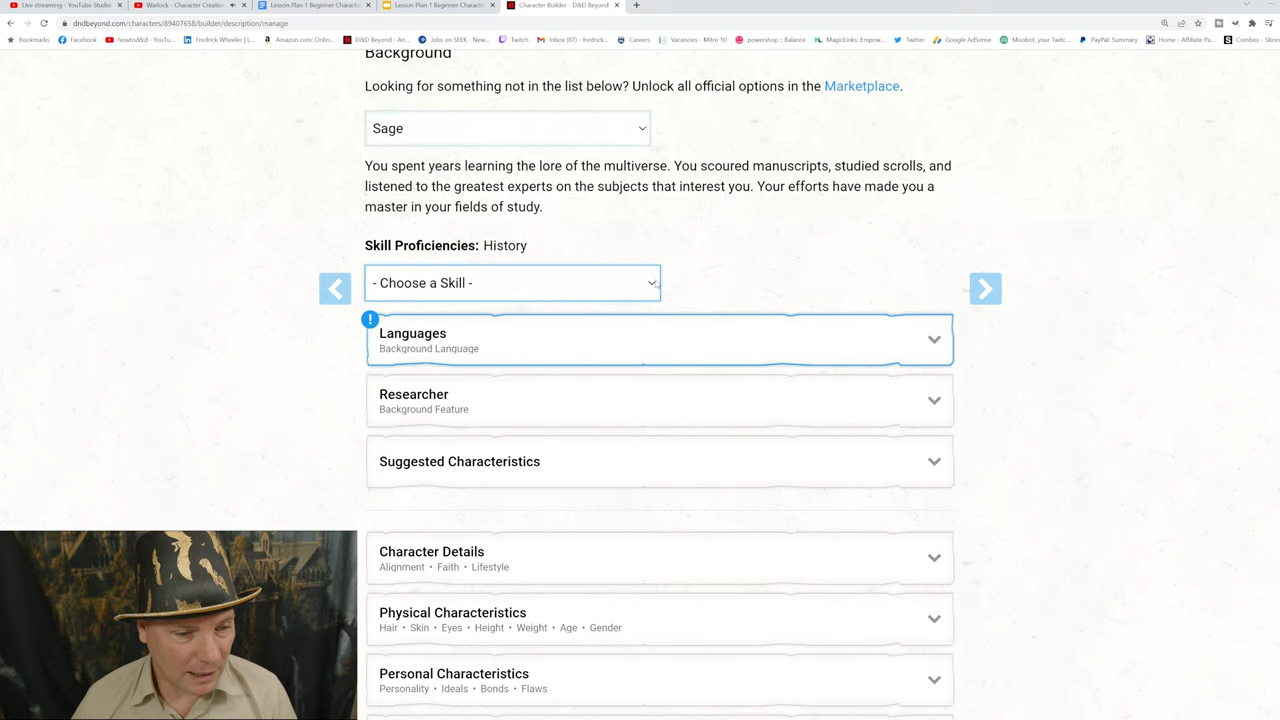 Live streaming - YouTube Studio
Warlock - Character Creation
Lesson Plan 1 Beginner Characte
Lesson Plan 1 Beginner Characte
Character Builder - D&D Beyond
dndbeyond.com/characters/89407658/builder/description/manage
Bookmarks
Facebook
howtod&d - YouTu...
Fredrick Wheeler | L...
Amazon.com: Onlin...
D&D Beyond - An...
Jobs on SEEK - New...
Twitch
Inbox (87) - fredrick...
Careers
Vacancies - Mitre 10
powershop :: Balance
MagicLinks: Empow...
Twitter
Google AdSense
Moobot, your Twitc...
PayPal: Summary
Home - Affiliate Pa...
Combos - Skinn
Background
Looking for something not in the list below? Unlock all official options in the Marketplace.
Sage
You spent years learning the lore of the multiverse. You scoured manuscripts, studied scrolls, and
listened to the greatest experts on the subjects that interest you. Your efforts have made you a
master in your fields of study.
Skill Proficiencies: History
- Choose a Skill -
!
Languages
Background Language
Researcher
Background Feature
Suggested Characteristics
Character Details
Alignment • Faith • Lifestyle
Physical Characteristics
Hair • Skin • Eyes • Height • Weight • Age • Gender
Personal Characteristics
Personality • Ideals • Bonds • Flaws